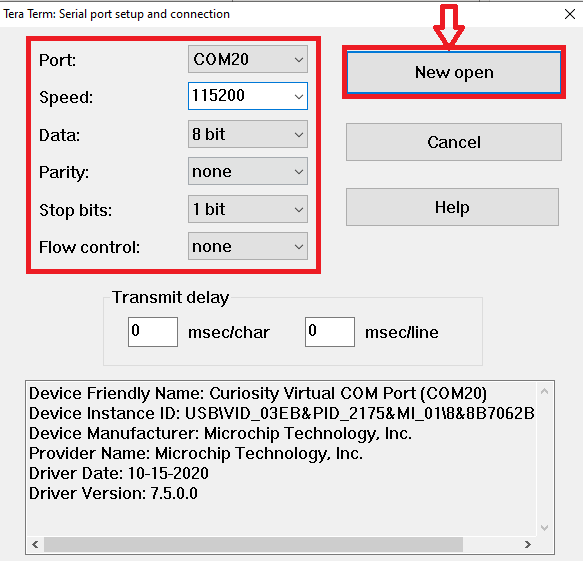 Tera Term: Serial port setup and connection
Port: COM20
New open
Speed: 115200
Data: 8 bit
Cancel
Parity: none
Stop bits: 1 bit
Help
Flow control: none
Transmit delay
0 msec/char 0 msec/line
Device Friendly Name: Curiosity Virtual COM Port (COM20)
Device Instance ID: USB\VID_03EB&PID_2175&MI_01\8&8B7062B
Device Manufacturer: Microchip Technology, Inc.
Provider Name: Microchip Technology, Inc.
Driver Date: 10-15-2020
Driver Version: 7.5.0.0